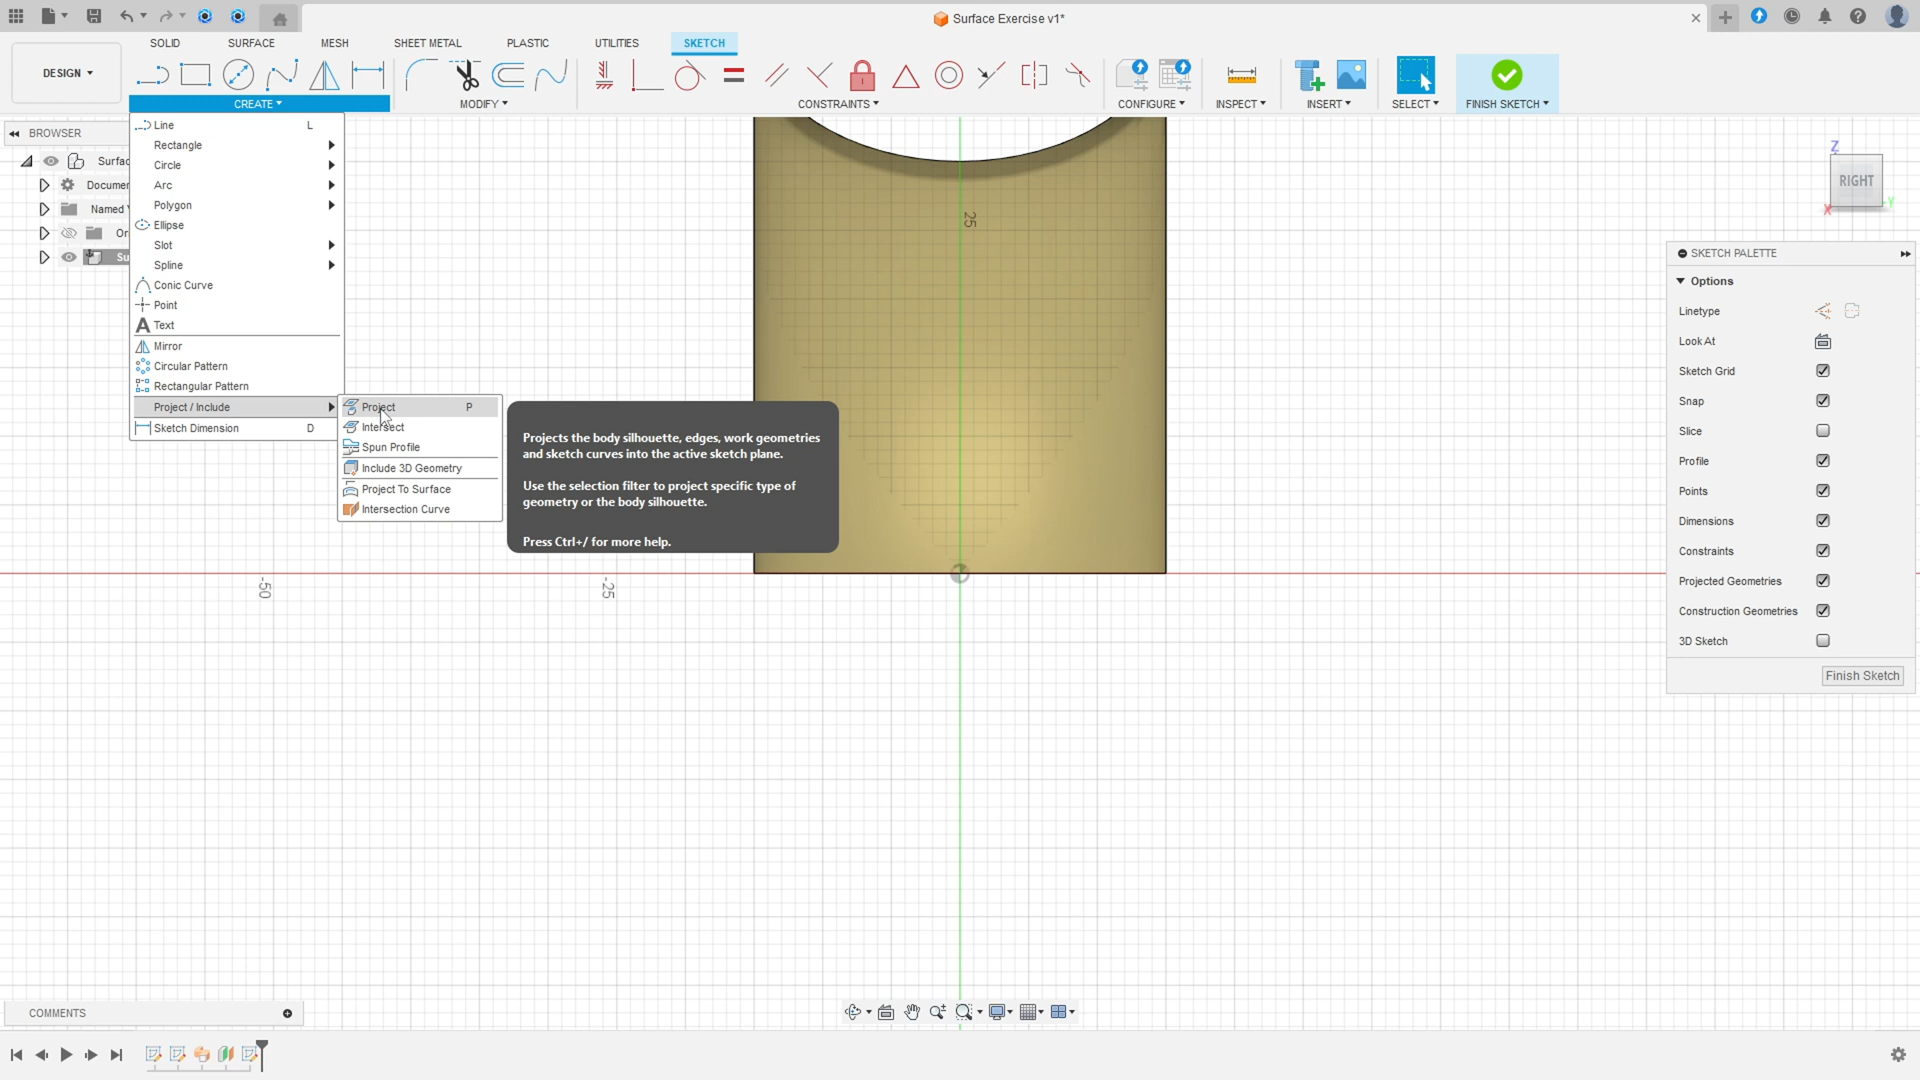 Surface Exercise v1*
DESIGN
SOLID
SURFACE
MESH
SHEET METAL
PLASTIC
UTILITIES
SKETCH
CREATE
MODIFY
CONSTRAINTS
CONFIGURE
INSPECT
INSERT
SELECT
FINISH SKETCH
BROWSER
Surfac
Documen
Named V
Ori
Su
Line L
Rectangle
Circle
Arc
Polygon
Ellipse
Slot
Spline
Conic Curve
Point
Text
Mirror
Circular Pattern
Rectangular Pattern
Project / Include
Sketch Dimension D
Project P
Intersect
Spun Profile
Include 3D Geometry
Project To Surface
Intersection Curve
Projects the body silhouette, edges, work geometries
and sketch curves into the active sketch plane.
Use the selection filter to project specific type of
geometry or the body silhouette.
Press Ctrl+/ for more help.
25
-50
-25
Z
RIGHT
X
Y
SKETCH PALETTE
Options
Linetype
Look At
Sketch Grid
Snap
Slice
Profile
Points
Dimensions
Constraints
Projected Geometries
Construction Geometries
3D Sketch
Finish Sketch
COMMENTS